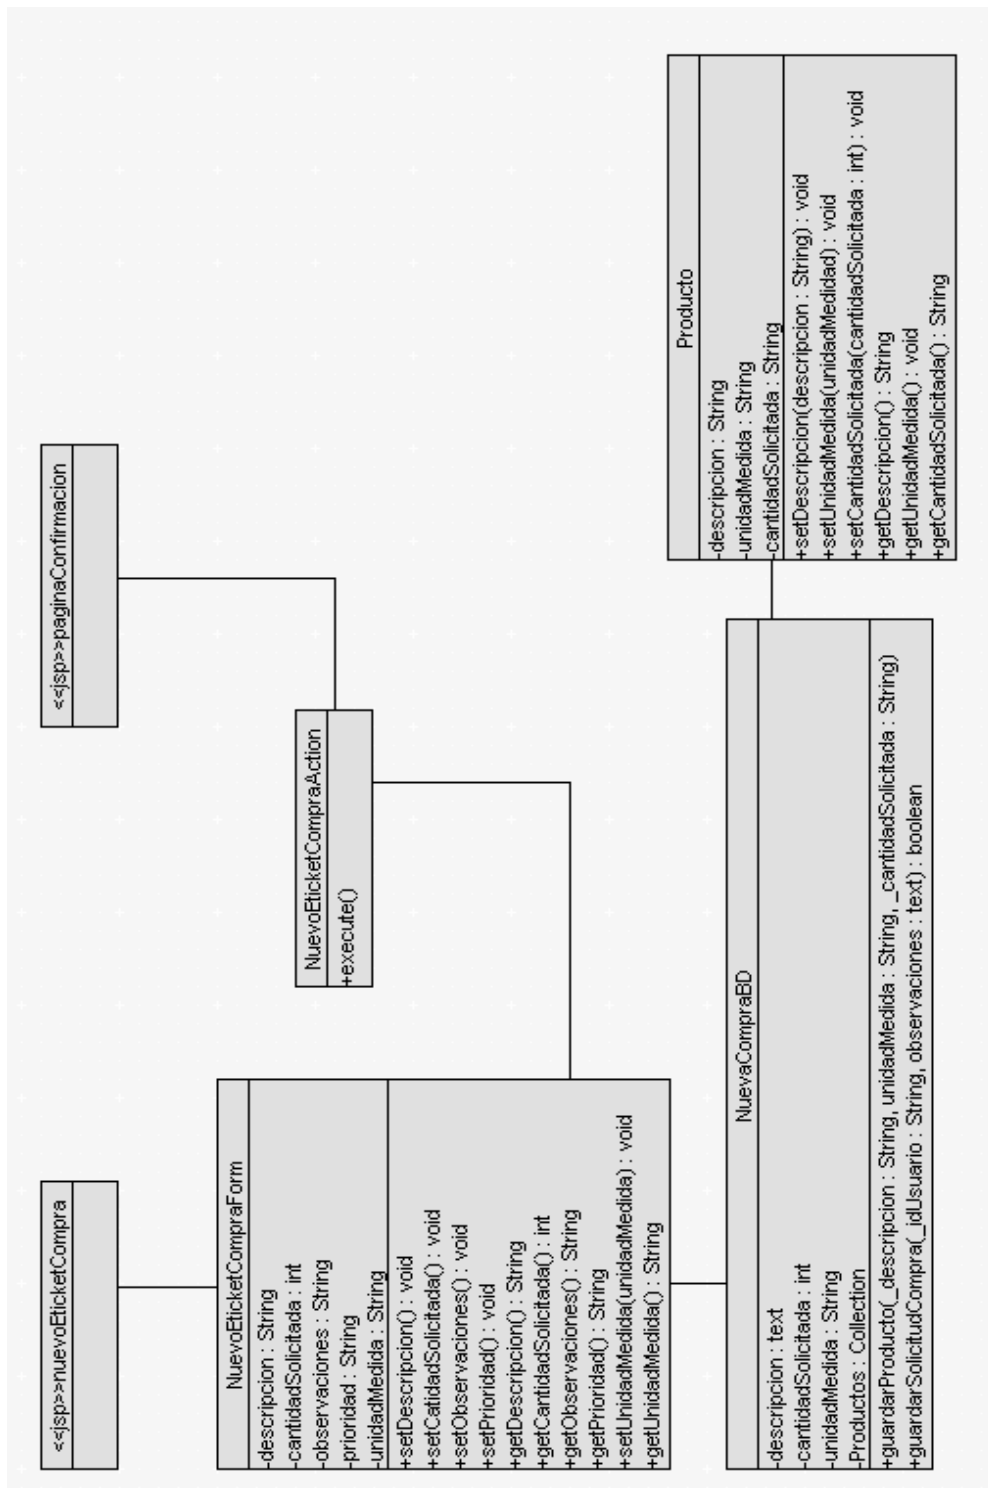 <<jsp>>nuevoEticketCompra
<<jsp>>paginaConfirmacion
NuevoEticketCompraForm
-descripcion : String
-cantidadSolicitada : int
-observaciones : String
-prioridad : String
-unidadMedida : String
+setDescripcion() : void
+setCatidadSolicitada() : void
+setObservaciones() : void
+setPrioridad() : void
+getDescripcion() : String
+getCantidadSolicitada() : int
+getObservaciones() : String
+getPrioridad() : String
+setUnidadMedida(unidadMedida) : void
+getUnidadMedida() : String
NuevoEticketCompraAction
+execute()
NuevaCompraBD
-descripcion : text
-cantidadSolicitada : int
-unidadMedida : String
-Productos : Collection
+guardarProducto(_descripcion : String, unidadMedida : String, _cantidadSolicitada : String)
+guardarSolicitudCompra(_idUsuario : String, observaciones : text) : boolean
Producto
-descripcion : String
-unidadMedida : String
-cantidadSolicitada : String
+setDescripcion(descripcion : String) : void
+setUnidadMedida(unidadMedidad) : void
+setCantidadSolicitada(cantidadSolicitada : int) : void
+getDescripcion() : String
+getUnidadMedida() : void
+getCantidadSolicitada() : String